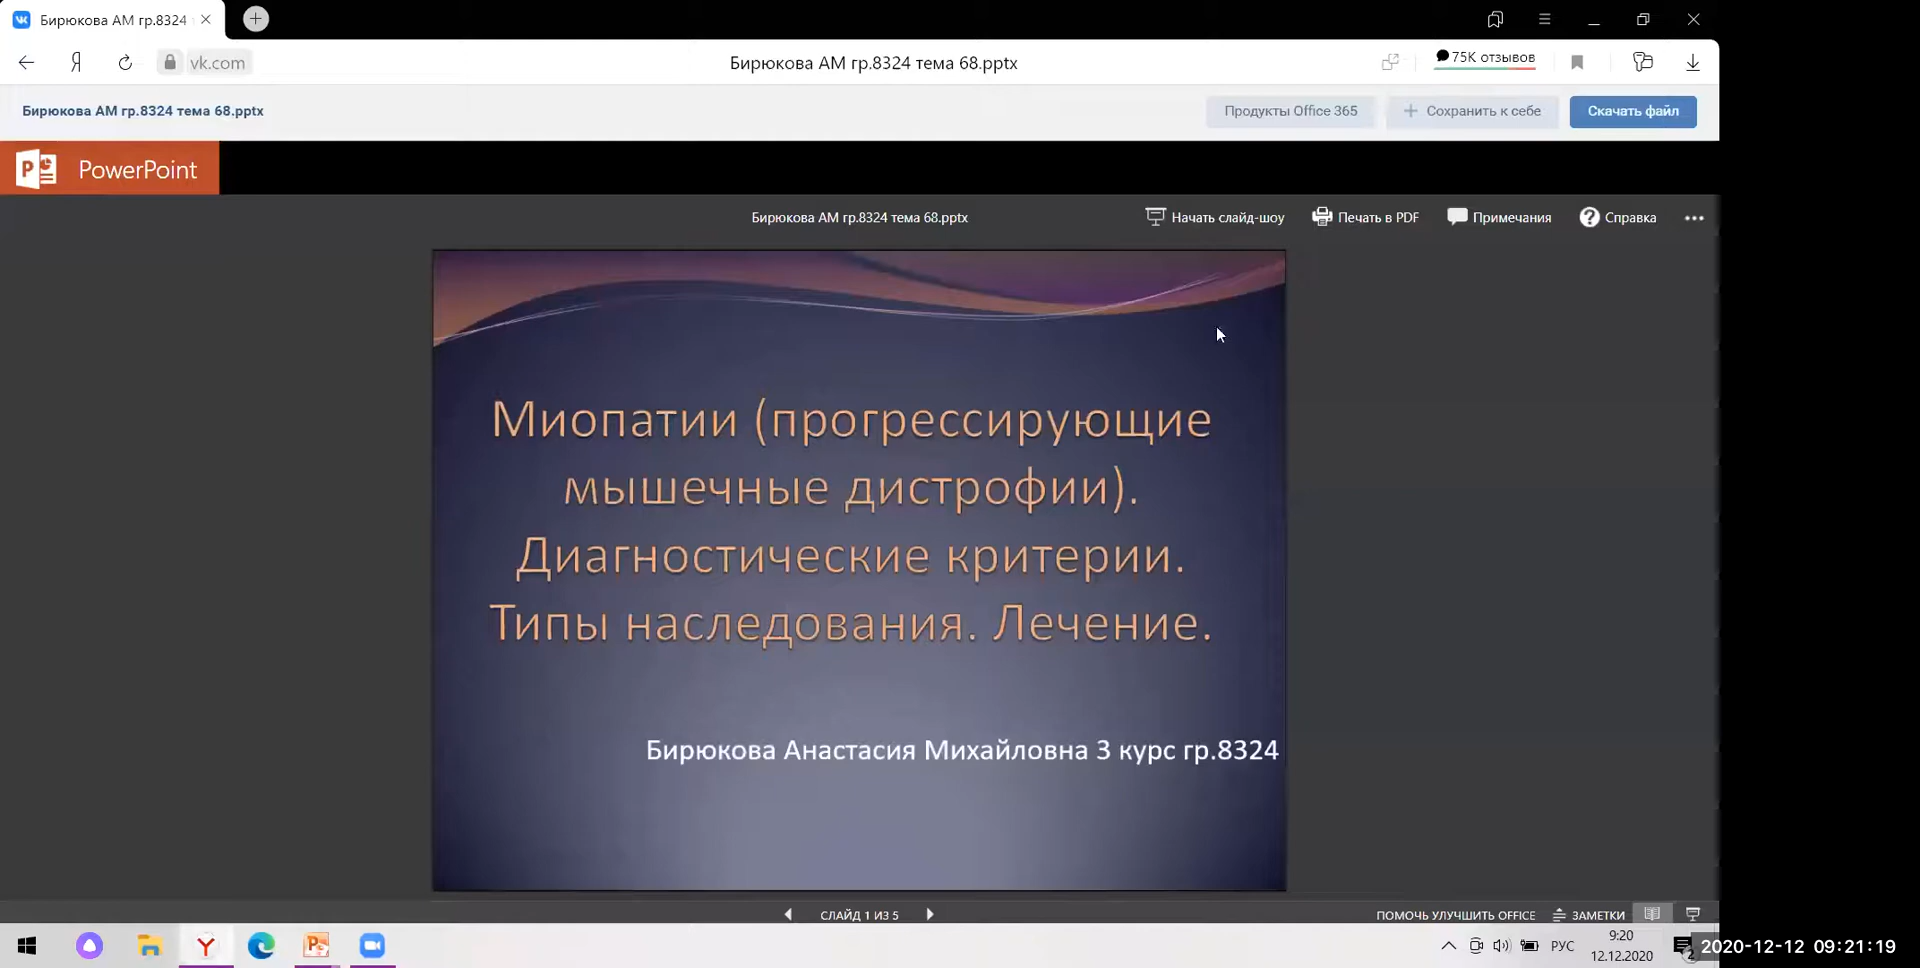 Бирюкова АМ гр.8324
vk.com
Бирюкова АМ гр.8324 тема 68.pptx
75К отзывов
Бирюкова АМ гр.8324 тема 68.pptx
Продукты Office 365
Сохранить к себе
Скачать файл
PowerPoint
Бирюкова АМ гр.8324 тема 68.pptx
Начать слайд-шоу
Печать в PDF
Примечания
Справка
Миопатии (прогрессирующие
мышечные дистрофии).
Диагностические критерии.
Типы наследования. Лечение.
Бирюкова Анастасия Михайловна 3 курс гр.8324
СЛАЙД 1 ИЗ 5
ПОМОЧЬ УЛУЧШИТЬ OFFICE
ЗАМЕТКИ
РУС
9:20
12.12.2020
2
2020-12-12 09:21:19